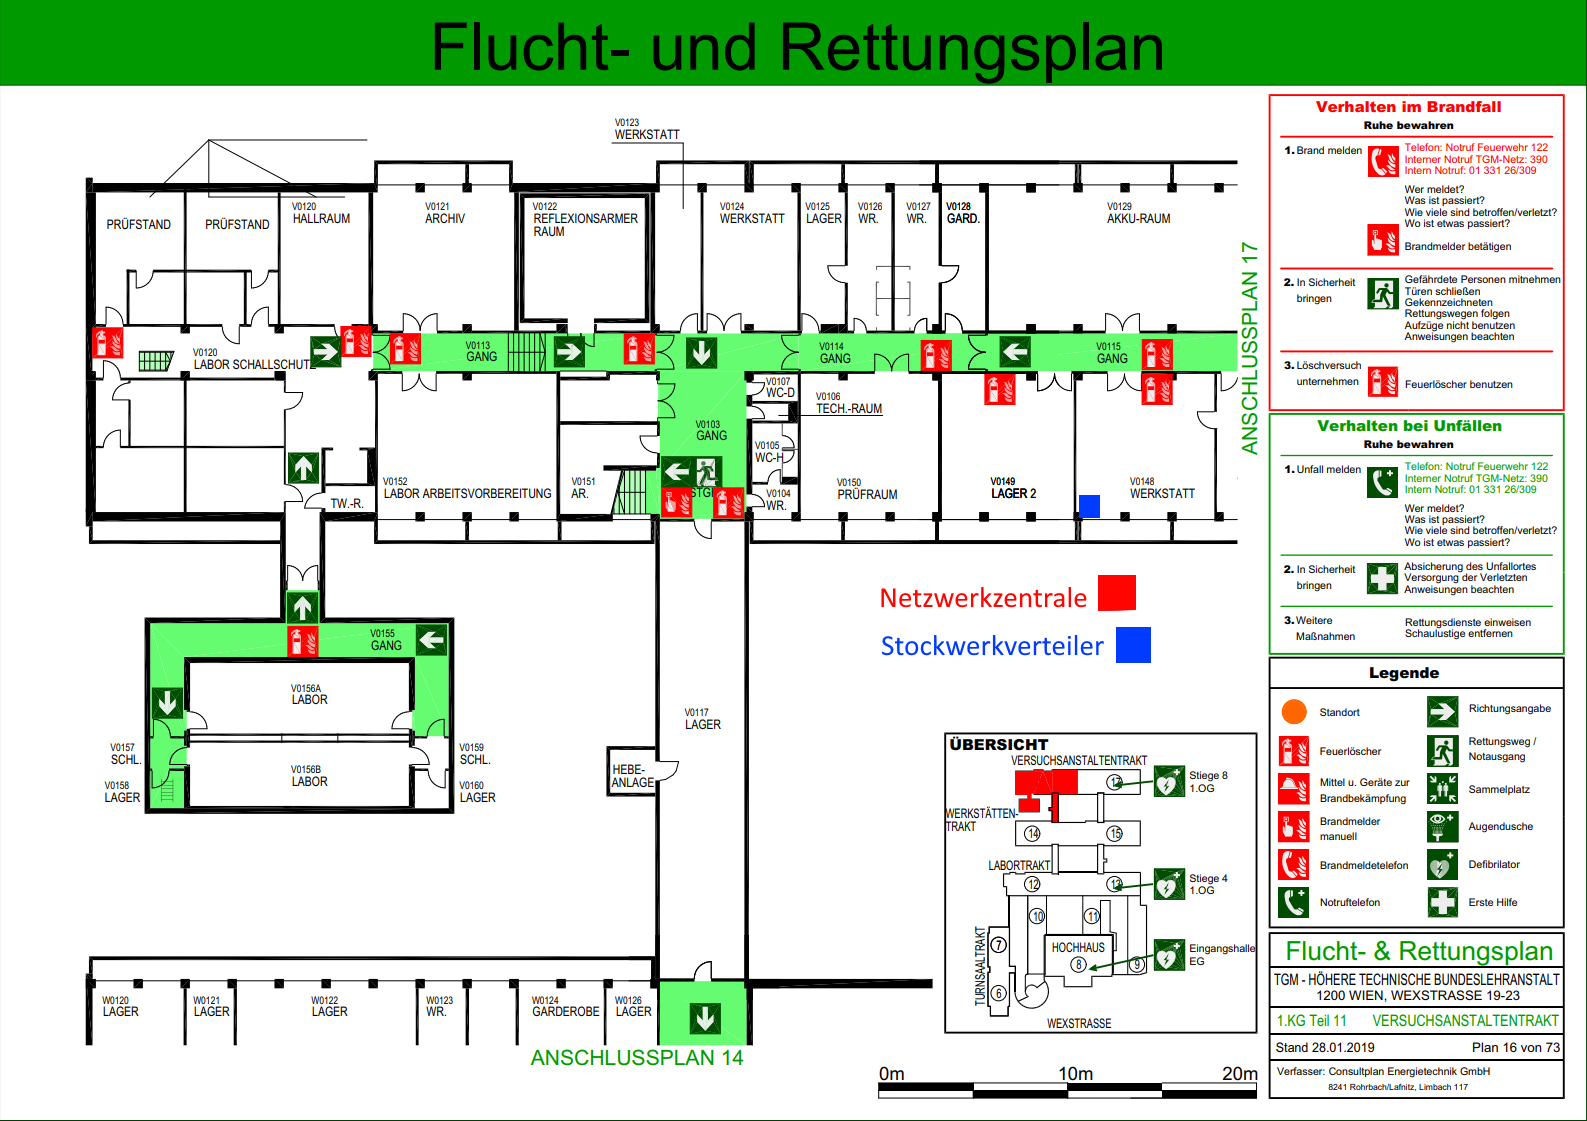 Flucht- und Rettungsplan
V0123
WERKSTATT
PRÜFSTAND
PRÜFSTAND
V0120
HALLRAUM
V0121
ARCHIV
V0122
REFLEXIONSARMER
RAUM
V0124
WERKSTATT
V0125
LAGER
V0126
WR.
V0127
WR.
V0128
GARD.
V0129
AKKU-RAUM
ANSCHLUSSPLAN 17
V0120
LABOR SCHALLSCHUTZ
V0113
GANG
V0114
GANG
V0115
GANG
V0107
WC-D
V0106
TECH.-RAUM
V0103
GANG
V0105
WC-H
V0104
WR.
TW.-R.
V0152
LABOR ARBEITSVORBEREITUNG
V0151
AR.
V0150
PRÜFRAUM
V0149
LAGER 2
V0148
WERKSTATT
Netzwerkzentrale
Stockwerkverteiler
V0155
GANG
V0156A
LABOR
V0156B
LABOR
V0157
SCHL.
V0158
LAGER
V0159
SCHL.
V0160
LAGER
V0117
LAGER
HEBE-
ANLAGE
W0120
LAGER
W0121
LAGER
W0122
LAGER
W0123
WR.
W0124
GARDEROBE
W0126
LAGER
ANSCHLUSSPLAN 14
ÜBERSICHT
VERSUCHSANSTALTENTRAKT
17
Stiege 8
1.OG
WERKSTÄTTEN-
TRAKT
14
15
LABORTRAKT
12
13
Stiege 4
1.OG
10
11
TURNSAALTRAKT
7
HOCHHAUS
8
9
6
Eingangshalle
EG
WEXSTRASSE
0m
10m
20m
Verhalten im Brandfall
Ruhe bewahren
1. Brand melden
Telefon: Notruf Feuerwehr 122
Interner Notruf TGM-Netz: 390
Intern Notruf: 01 331 26/309
Wer meldet?
Was ist passiert?
Wie viele sind betroffen/verletzt?
Wo ist etwas passiert?
Brandmelder betätigen
2. In Sicherheit
bringen
Gefährdete Personen mitnehmen
Türen schließen
Gekennzeichneten
Rettungswegen folgen
Aufzüge nicht benutzen
Anweisungen beachten
3. Löschversuch
unternehmen
Feuerlöscher benutzen
Verhalten bei Unfällen
Ruhe bewahren
1. Unfall melden
Telefon: Notruf Feuerwehr 122
Interner Notruf TGM-Netz: 390
Intern Notruf: 01 331 26/309
Wer meldet?
Was ist passiert?
Wie viele sind betroffen/verletzt?
Wo ist etwas passiert?
2. In Sicherheit
bringen
Absicherung des Unfallortes
Versorgung der Verletzten
Anweisungen beachten
3. Weitere
Maßnahmen
Rettungsdienste einweisen
Schaulustige entfernen
Legende
Standort
Richtungsangabe
Feuerlöscher
Rettungsweg /
Notausgang
Mittel u. Geräte zur
Brandbekämpfung
Sammelplatz
Brandmelder
manuell
Augendusche
Brandmeldetelefon
Defibrilator
Notruftelefon
Erste Hilfe
Flucht- & Rettungsplan
TGM - HÖHERE TECHNISCHE BUNDESLEHRANSTALT
1200 WIEN, WEXSTRASSE 19-23
1.KG Teil 11 VERSUCHSANSTALTENTRAKT
Stand 28.01.2019 Plan 16 von 73
Verfasser: Consultplan Energietechnik GmbH
8241 Rohrbach/Lafnitz, Limbach 117